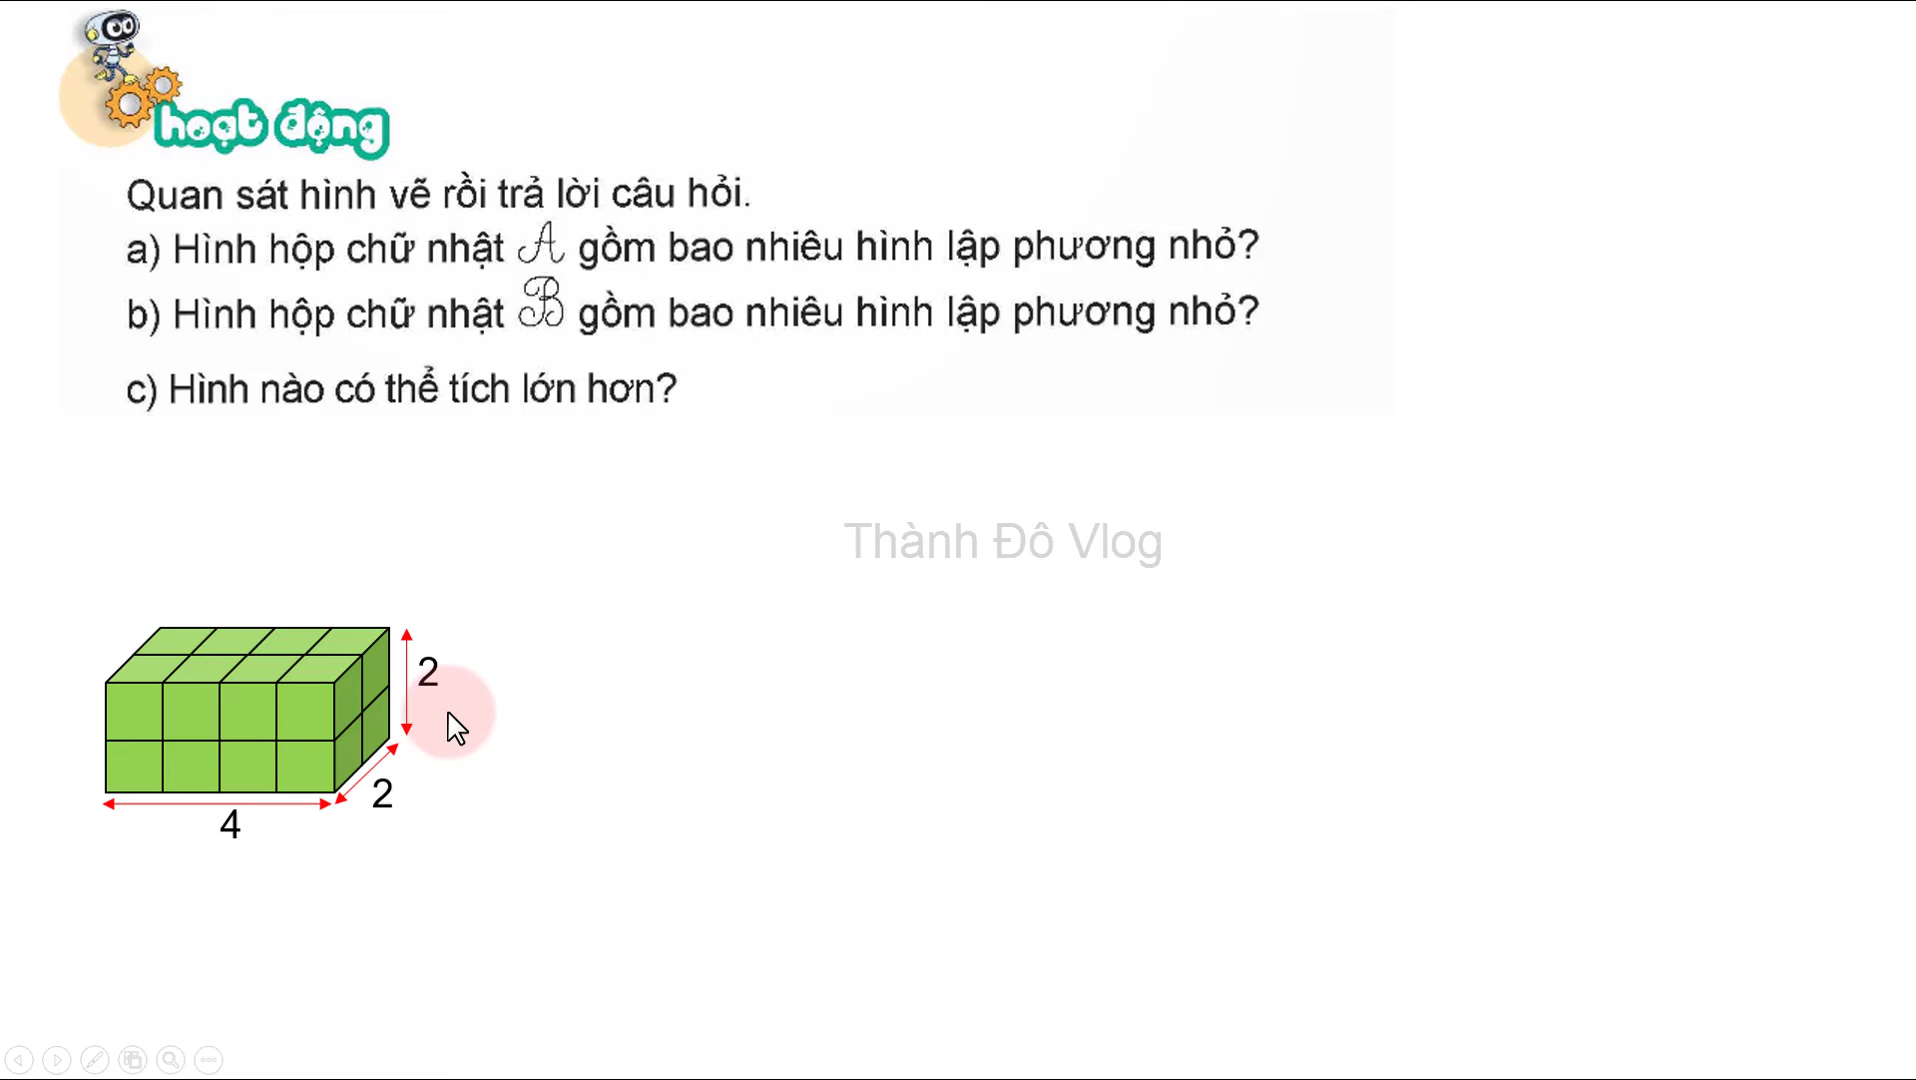 hoạt động
Quan sát hình vẽ rồi trả lời câu hỏi.
a) Hình hộp chữ nhật A gồm bao nhiêu hình lập phương nhỏ?
b) Hình hộp chữ nhật B gồm bao nhiêu hình lập phương nhỏ?
c) Hình nào có thể tích lớn hơn?
Thành Đô Vlog
2
2
4